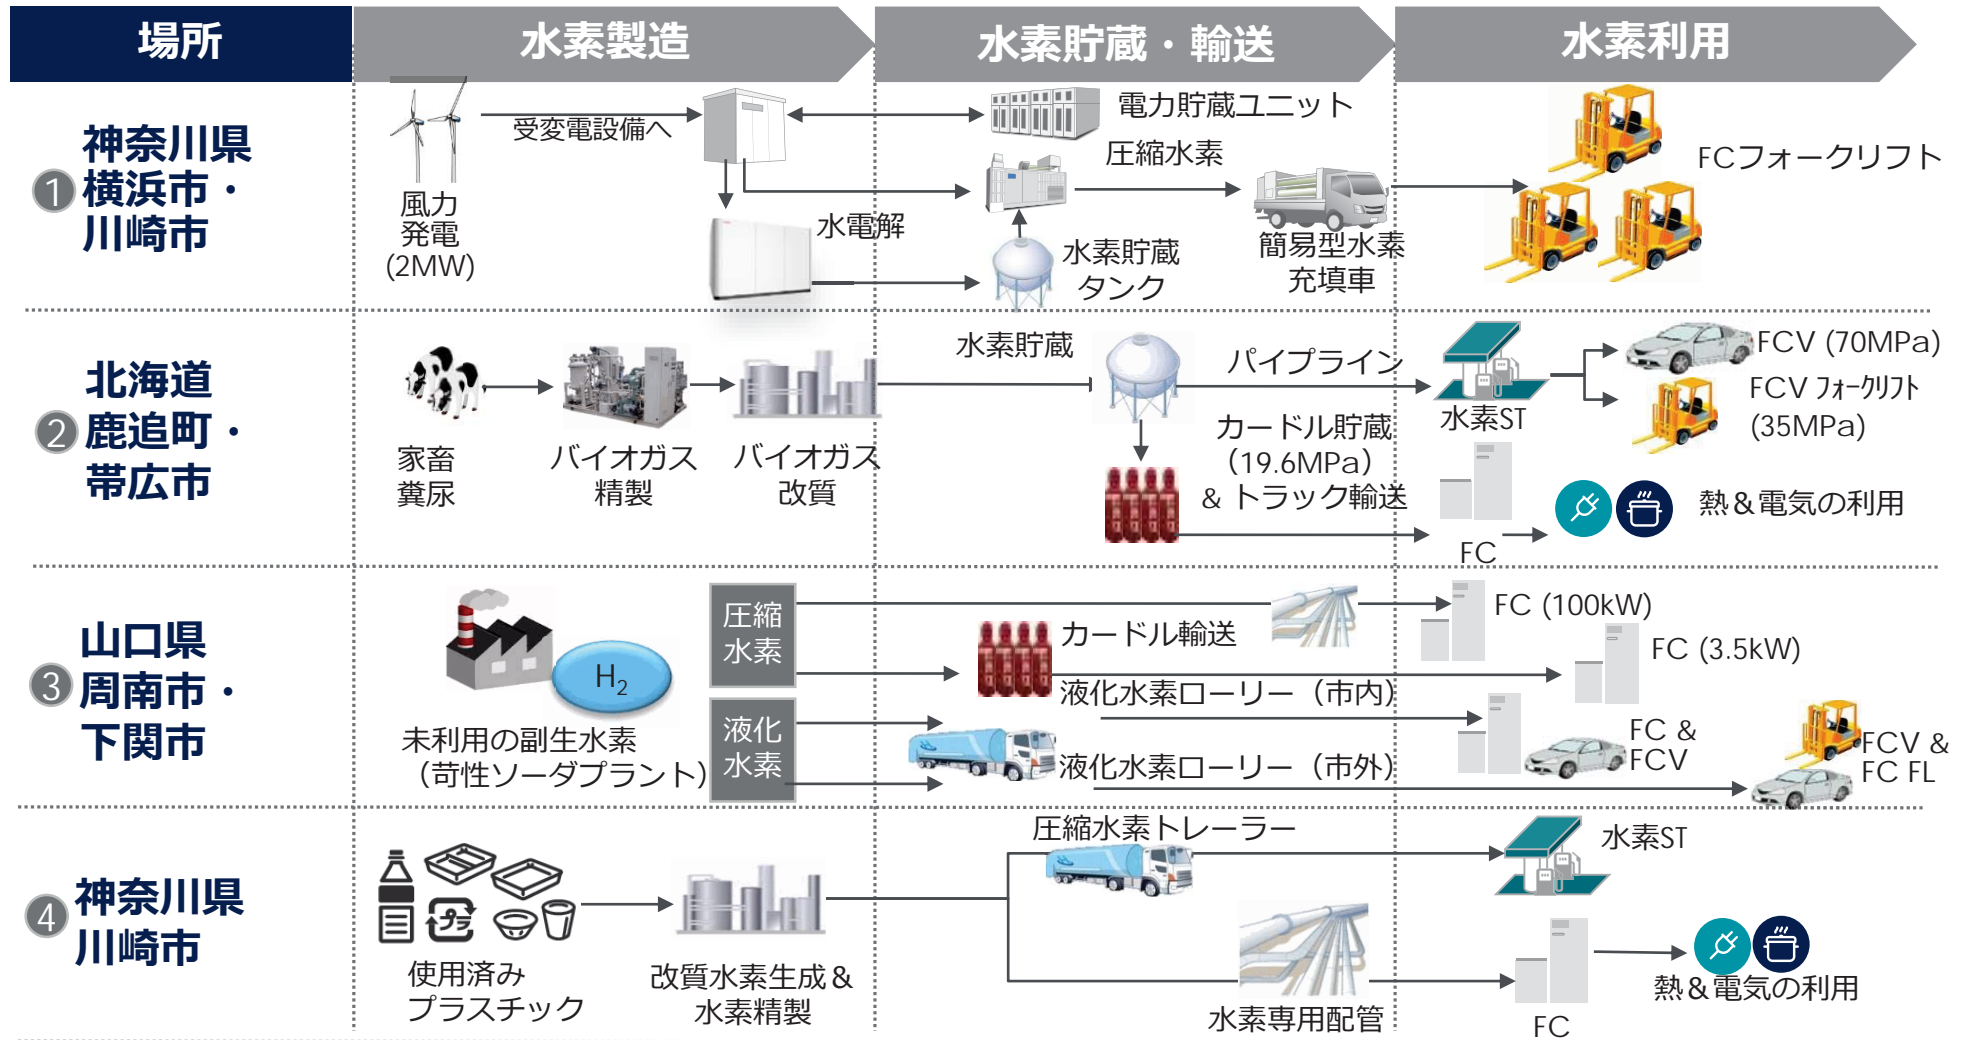 場所
水素製造
水素貯蔵・輸送
水素利用
1
神奈川県
横浜市・
川崎市
風力
発電
(2MW)
受変電設備へ
水電解
電力貯蔵ユニット
圧縮水素
水素貯蔵
タンク
簡易型水素
充填車
FCフォークリフト
2
北海道
鹿追町・
帯広市
家畜
糞尿
バイオガス
精製
バイオガス
改質
水素貯蔵
パイプライン
カードル貯蔵
（19.6MPa）
& トラック輸送
水素ST
FCV (70MPa)
FCV フォークリフト
(35MPa)
FC
熱＆電気の利用
3
山口県
周南市・
下関市
H₂
未利用の副生水素
（苛性ソーダプラント）
圧縮
水素
液化
水素
カードル輸送
液化水素ローリー（市内）
液化水素ローリー（市外）
FC (100kW)
FC (3.5kW)
FC &
FCV
FCV &
FC FL
4
神奈川県
川崎市
プラ
使用済み
プラスチック
改質水素生成＆
水素精製
圧縮水素トレーラー
水素専用配管
水素ST
FC
熱＆電気の利用